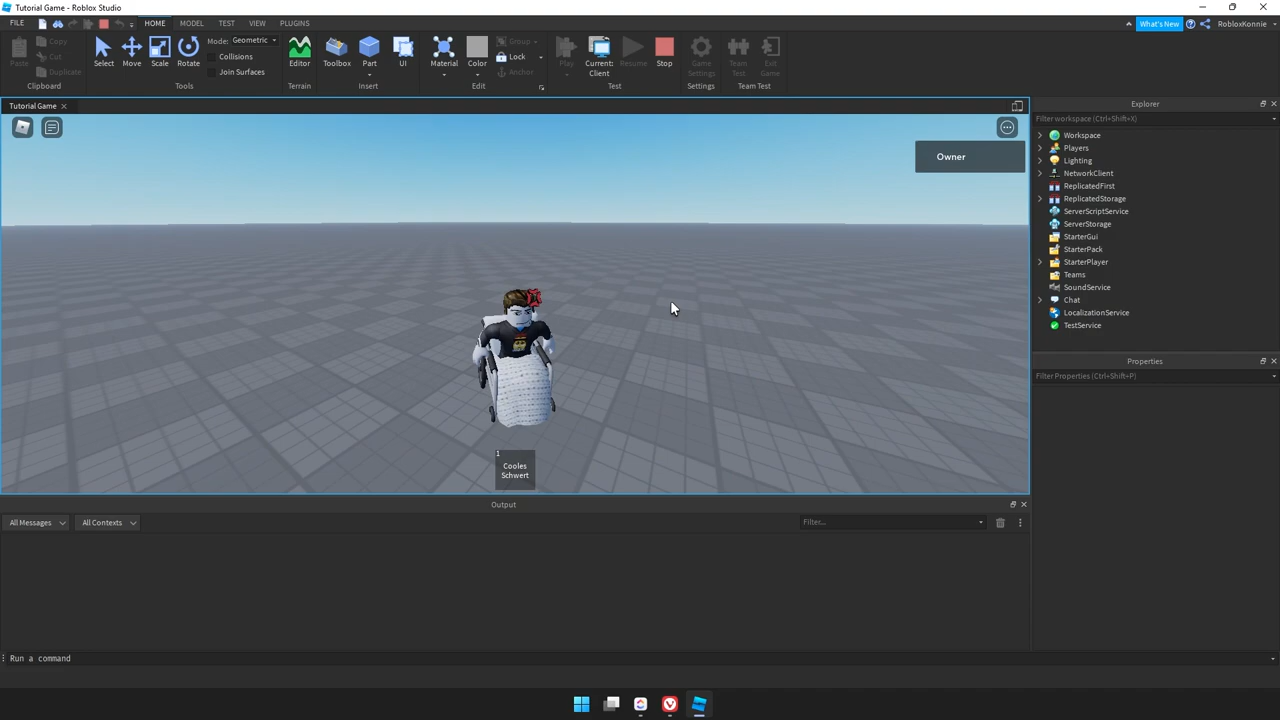 Tutorial Game - Roblox Studio
FILE HOME MODEL TEST VIEW PLUGINS What's New RobloxKonnie
Paste Copy Cut Duplicate
Clipboard
Select Move Scale Rotate
Mode: Geometric
Collisions
Join Surfaces
Tools
Editor
Terrain
Toolbox Part UI
Insert
Material Color
Group
Lock
Anchor
Edit
Play Current: Client Resume Stop
Test
Game Settings
Settings
Team Test Exit Game
Team Test
Tutorial Game
Owner
1
Cooles
Schwert
Explorer
Filter workspace (Ctrl+Shift+X)
Workspace
Players
Lighting
NetworkClient
ReplicatedFirst
ReplicatedStorage
ServerScriptService
ServerStorage
StarterGui
StarterPack
StarterPlayer
Teams
SoundService
Chat
LocalizationService
TestService
Properties
Filter Properties (Ctrl+Shift+P)
Output
All Messages All Contexts Filter...
Run a command